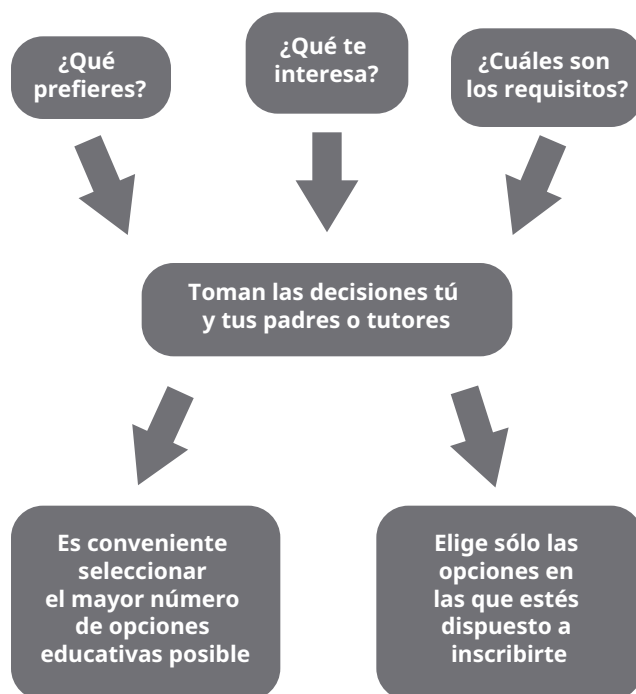 ¿Qué
prefieres?
¿Qué te
interesa?
¿Cuáles son
los requisitos?
Toman las decisiones tú
y tus padres o tutores
Es conveniente
seleccionar
el mayor número
de opciones
educativas posible
Elige sólo las
opciones en
las que estés
dispuesto a
inscribirte